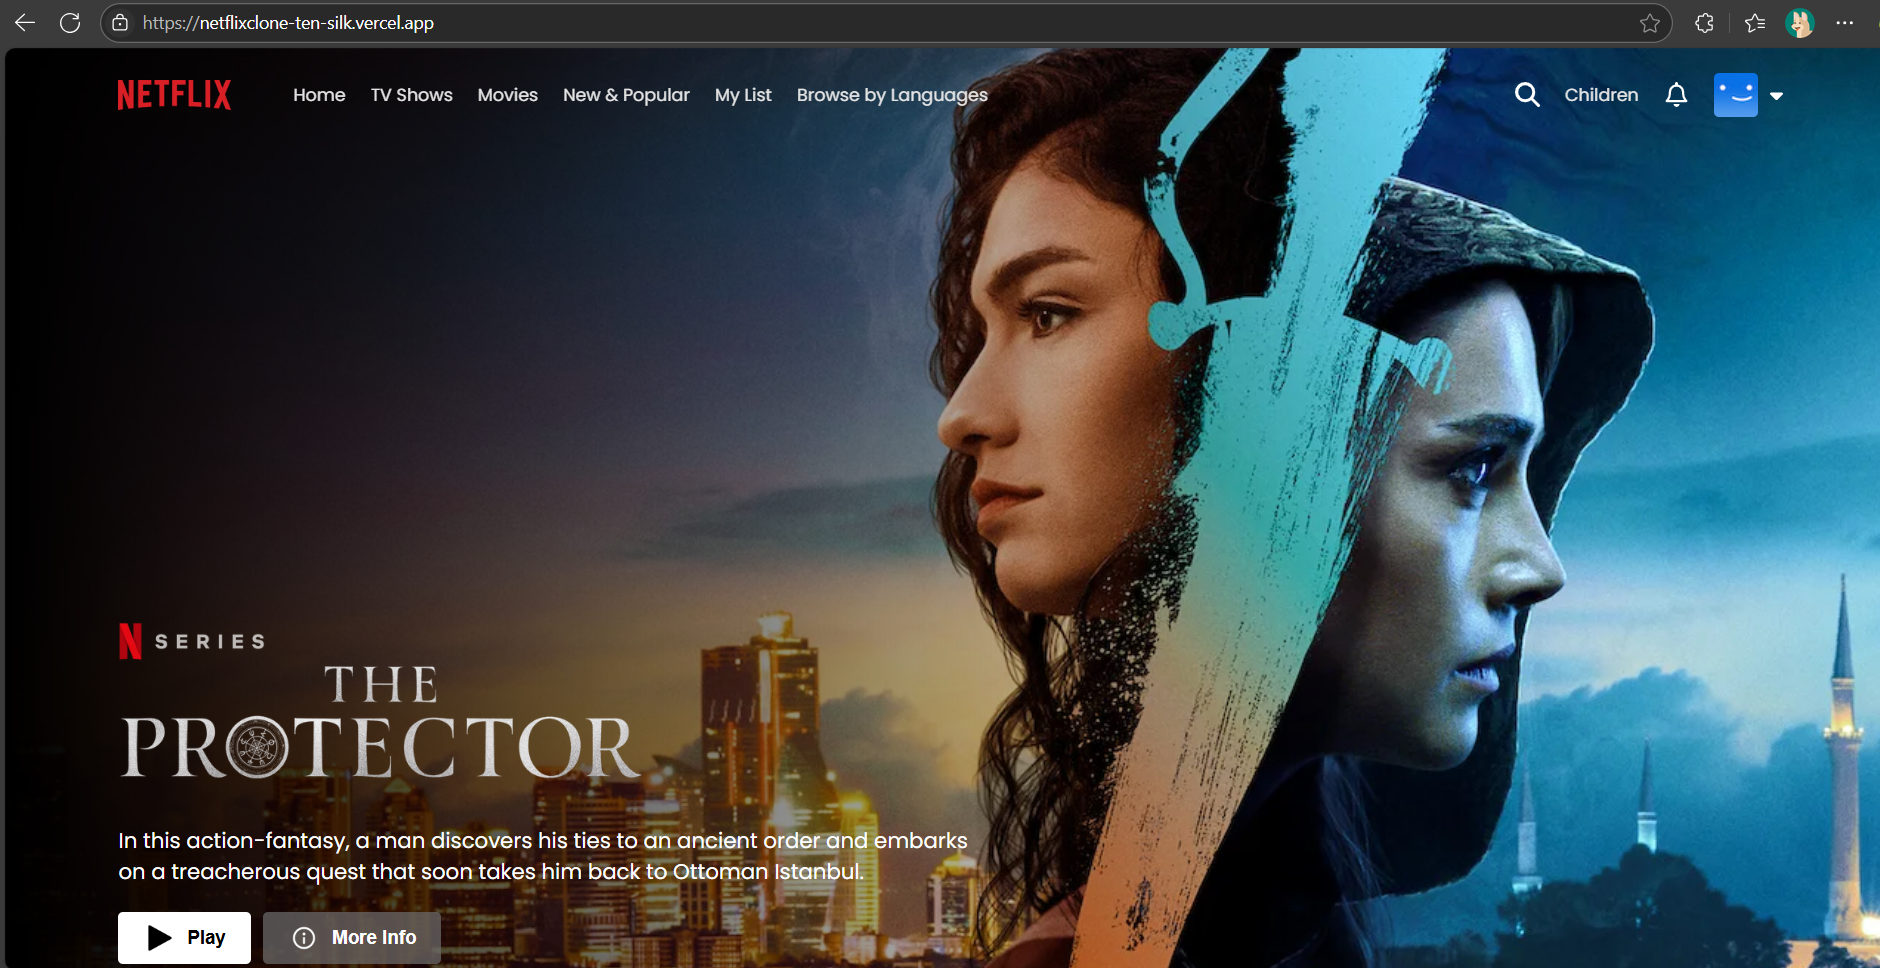 https://netflixclone-ten-silk.vercel.app
NETFLIX Home TV Shows Movies New & Popular My List Browse by Languages Children
N SERIES
THE
PROTECTOR
In this action-fantasy, a man discovers his ties to an ancient order and embarks
on a treacherous quest that soon takes him back to Ottoman Istanbul.
Play More Info